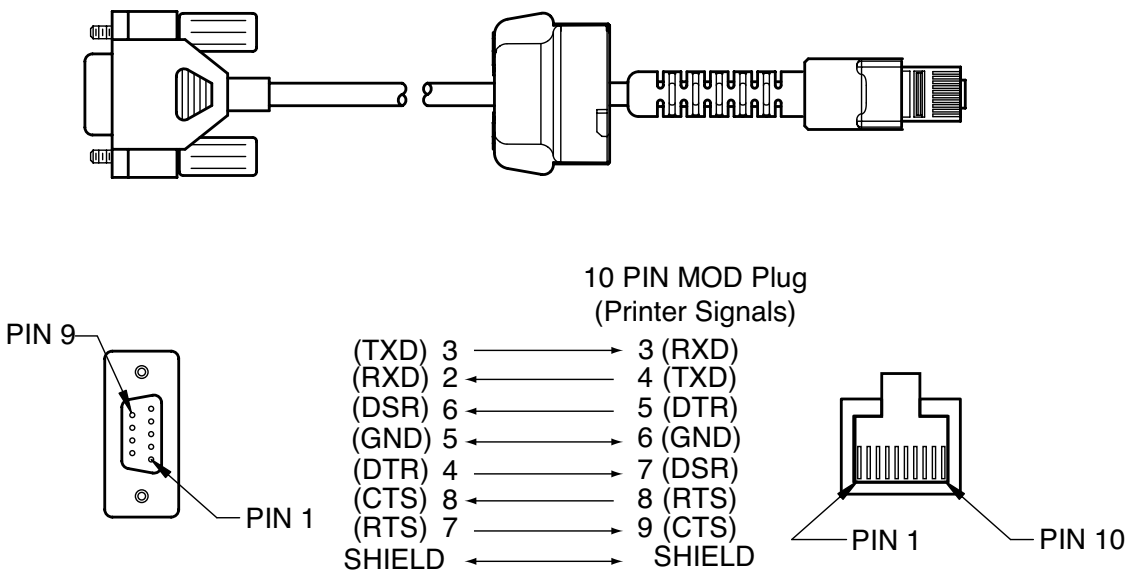 10 PIN MOD Plug
(Printer Signals)
PIN 9
(TXD) 3 3 (RXD)
(RXD) 2 4 (TXD)
(DSR) 6 5 (DTR)
(GND) 5 6 (GND)
(DTR) 4 7 (DSR)
(CTS) 8 8 (RTS)
(RTS) 7 9 (CTS)
SHIELD SHIELD
PIN 1
PIN 1
PIN 10